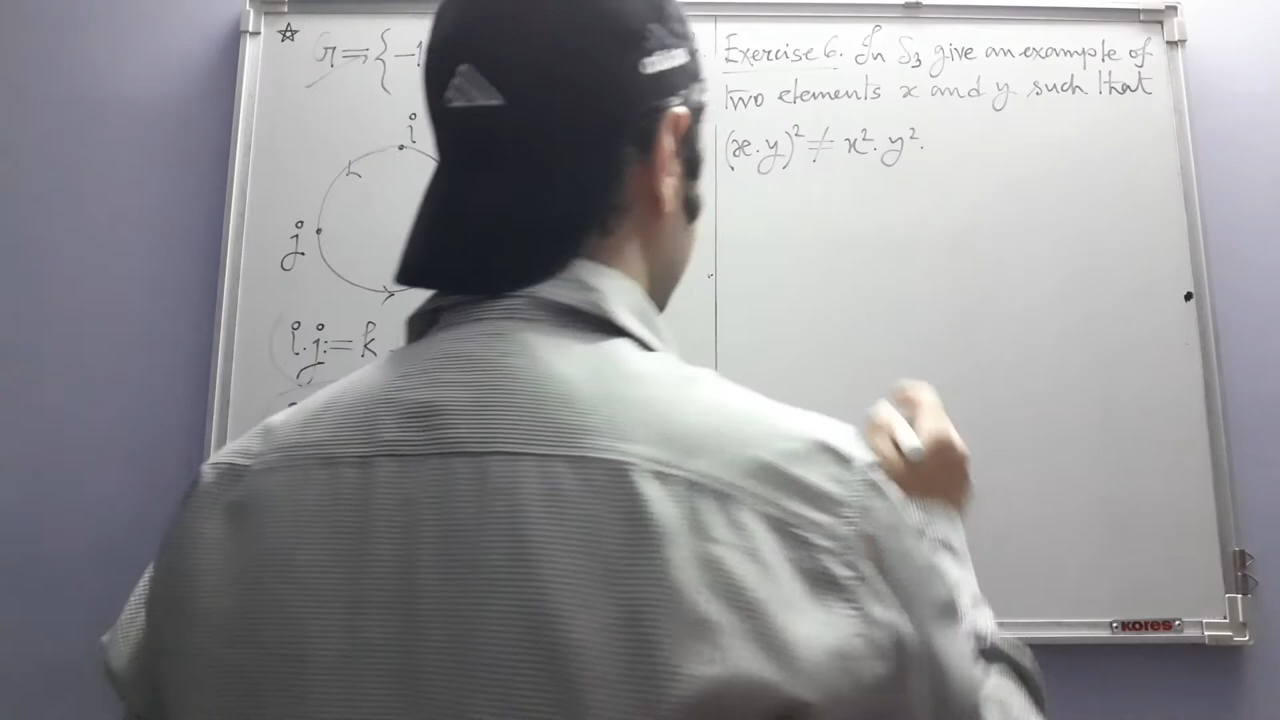 ☆ G={-1
i
j
i.j=k
Exercise 6. In S₃ give an example of
two elements x and y such that
(x.y)² ≠ x². y².
KORES